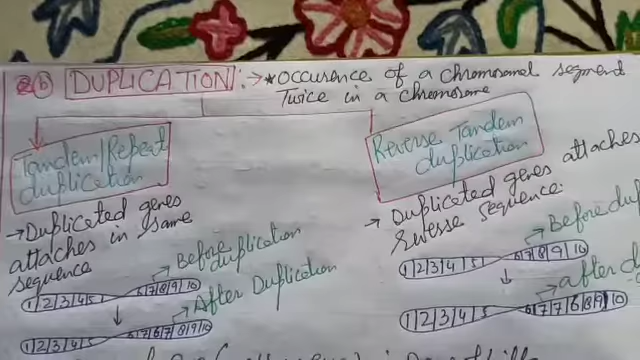 b) DUPLICATION :→ *Occurence of a chromosomal segment
Twice in a chromosome
Tandem/Repeat
duplication
→ Duplicated genes
attaches in same
sequence
Before duplication
1 2 3 4 5 6 7 8 9 10
After Duplication
1 2 3 4 5 6 7 6 7 8 9 10
Reverse Tandem
duplication
→ Duplicated genes attaches
reverse sequence.
Before
1 2 3 4 5 6 7 8 9 10
after
1 2 3 4 5 6 7 7 6 8 9 10